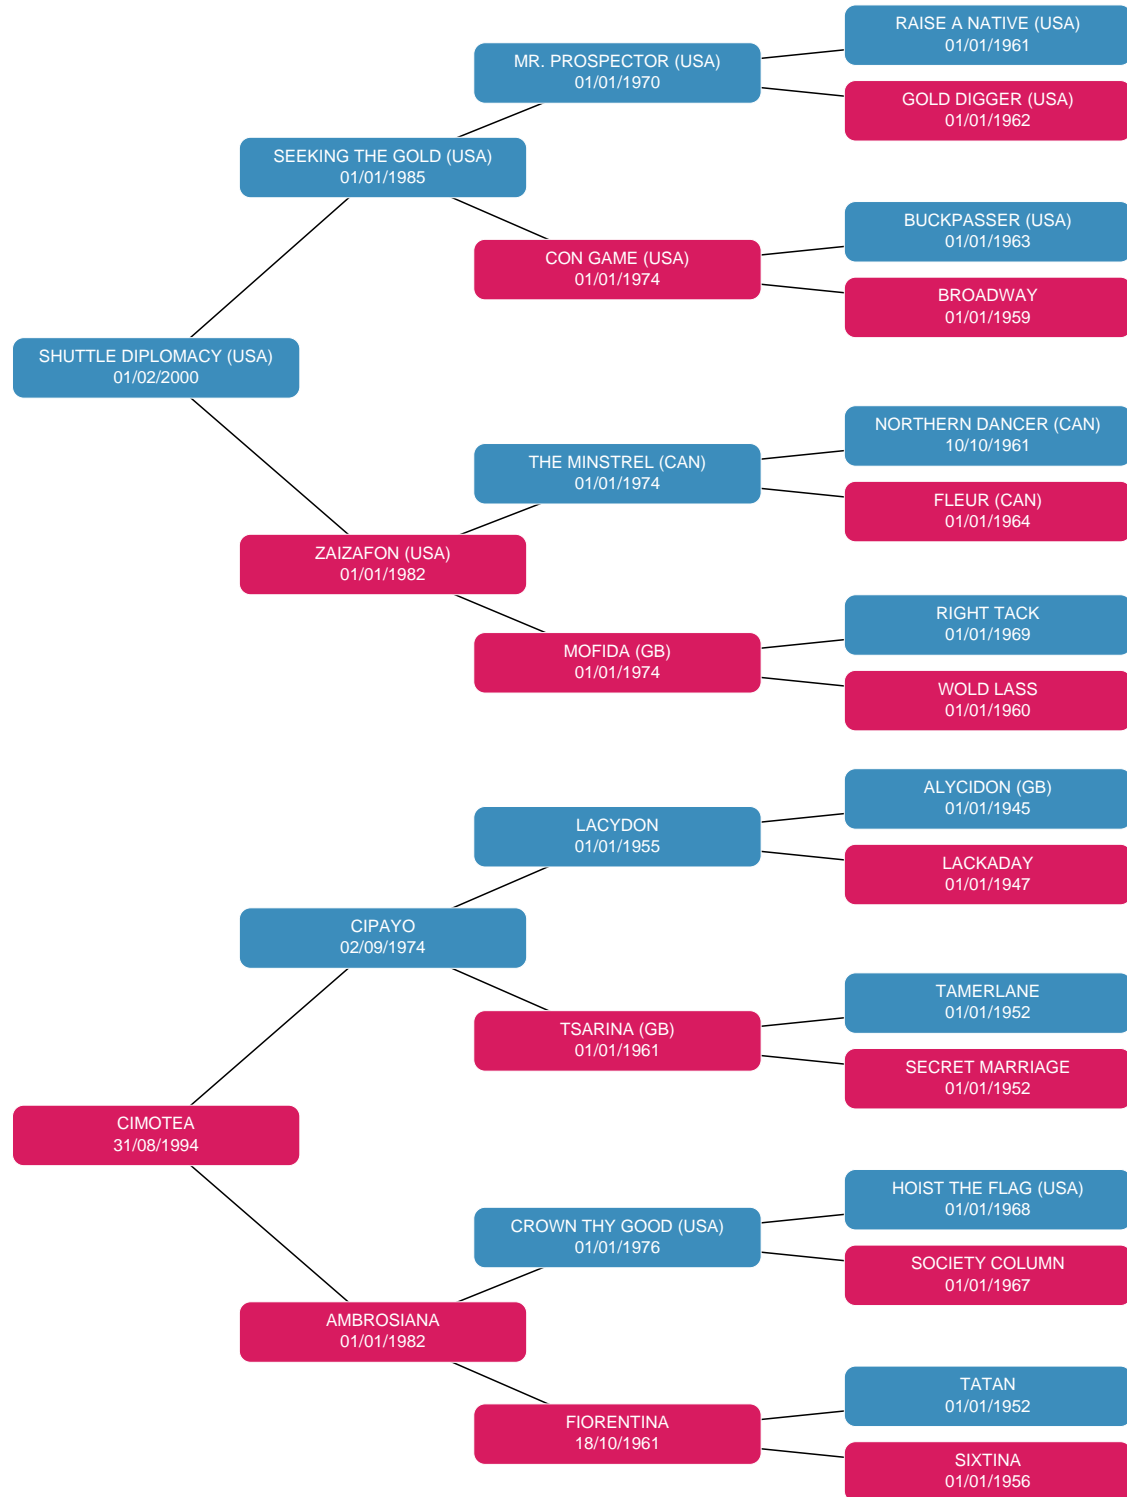 RAISE A NATIVE (USA)
01/01/1961
MR. PROSPECTOR (USA)
01/01/1970
GOLD DIGGER (USA)
01/01/1962
SEEKING THE GOLD (USA)
01/01/1985
BUCKPASSER (USA)
01/01/1963
CON GAME (USA)
01/01/1974
BROADWAY
01/01/1959
SHUTTLE DIPLOMACY (USA)
01/02/2000
NORTHERN DANCER (CAN)
10/10/1961
THE MINSTREL (CAN)
01/01/1974
FLEUR (CAN)
01/01/1964
ZAIZAFON (USA)
01/01/1982
RIGHT TACK
01/01/1969
MOFIDA (GB)
01/01/1974
WOLD LASS
01/01/1960
ALYCIDON (GB)
01/01/1945
LACYDON
01/01/1955
LACKADAY
01/01/1947
CIPAYO
02/09/1974
TAMERLANE
01/01/1952
TSARINA (GB)
01/01/1961
SECRET MARRIAGE
01/01/1952
CIMOTEA
31/08/1994
HOIST THE FLAG (USA)
01/01/1968
CROWN THY GOOD (USA)
01/01/1976
SOCIETY COLUMN
01/01/1967
AMBROSIANA
01/01/1982
TATAN
01/01/1952
FIORENTINA
18/10/1961
SIXTINA
01/01/1956